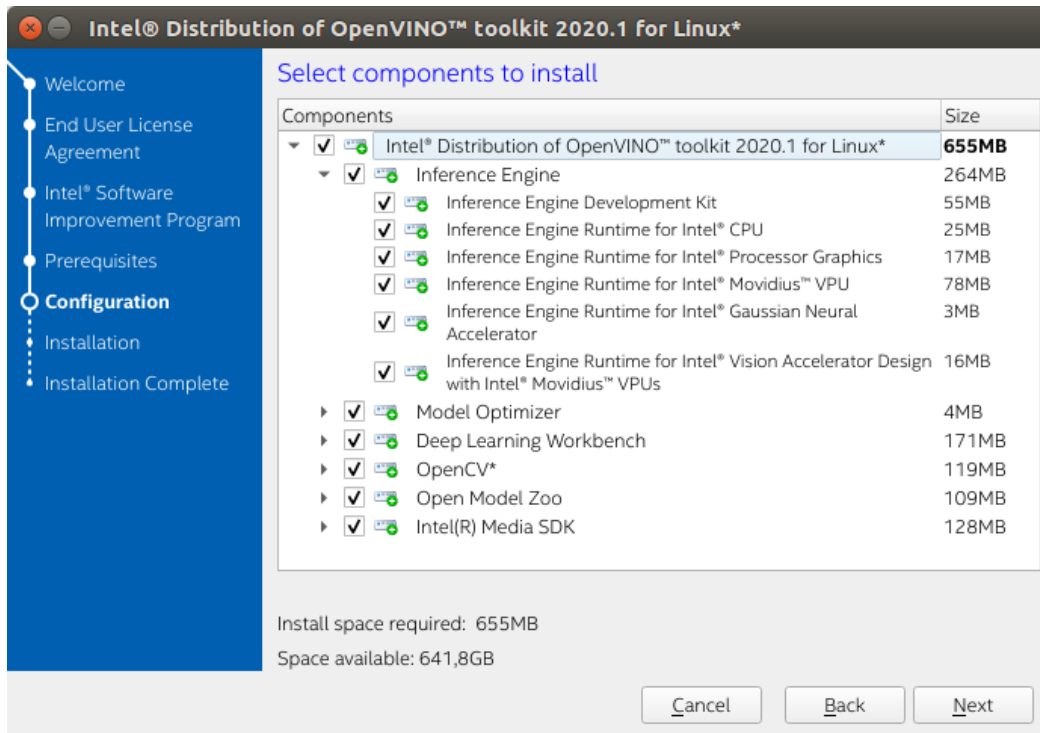 Intel® Distribution of OpenVINO™ toolkit 2020.1 for Linux*
Welcome
End User License
Agreement
Intel® Software
Improvement Program
Prerequisites
Configuration
Installation
Installation Complete
Select components to install
Components Size
Intel® Distribution of OpenVINO™ toolkit 2020.1 for Linux* 655MB
Inference Engine 264MB
Inference Engine Development Kit 55MB
Inference Engine Runtime for Intel® CPU 25MB
Inference Engine Runtime for Intel® Processor Graphics 17MB
Inference Engine Runtime for Intel® Movidius™ VPU 78MB
Inference Engine Runtime for Intel® Gaussian Neural 3MB
Accelerator
Inference Engine Runtime for Intel® Vision Accelerator Design 16MB
with Intel® Movidius™ VPUs
Model Optimizer 4MB
Deep Learning Workbench 171MB
OpenCV* 119MB
Open Model Zoo 109MB
Intel(R) Media SDK 128MB
Install space required: 655MB
Space available: 641,8GB
Cancel Back Next